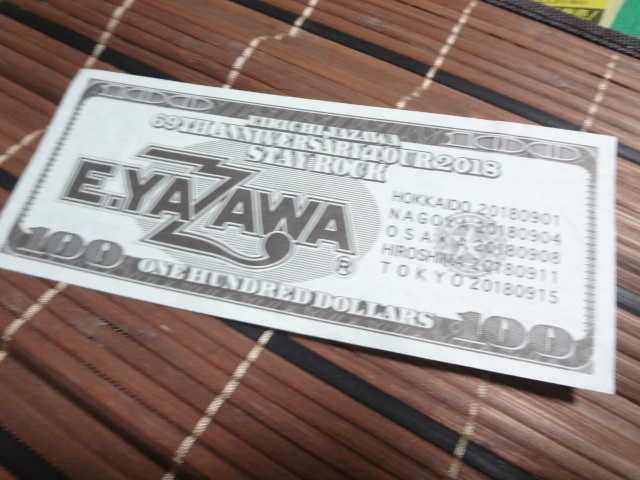 100 100
EIKICHI YAZAWA
69TH ANNIVERSARY TOUR 2018
STAY ROCK
E.YAZAWA
®
HOKKAIDO 20180901
NAGOYA 20180904
OSAKA 20180908
HIROSHIMA 20180911
TOKYO 20180915
100 ONE HUNDRED DOLLARS 100